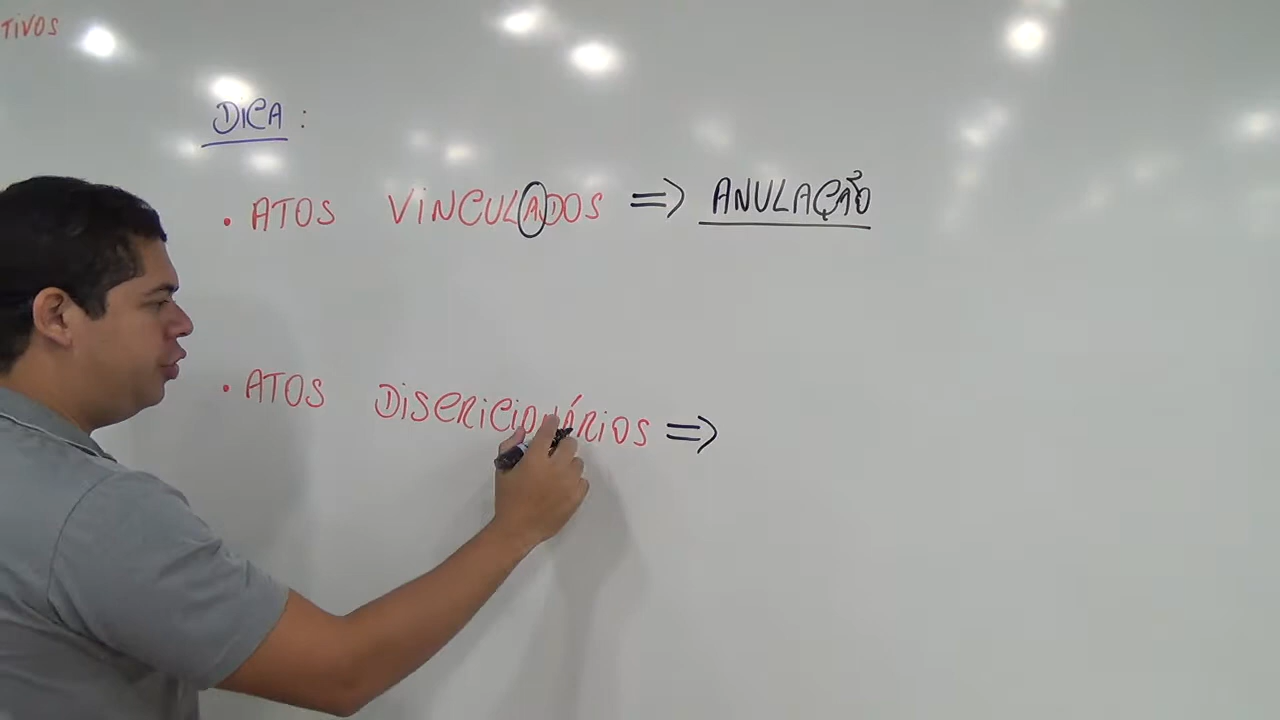 TIVOS
DICA :
• ATOS VINCULADOS => ANULAÇÃO
• ATOS DISCRICIONÁRIOS =>